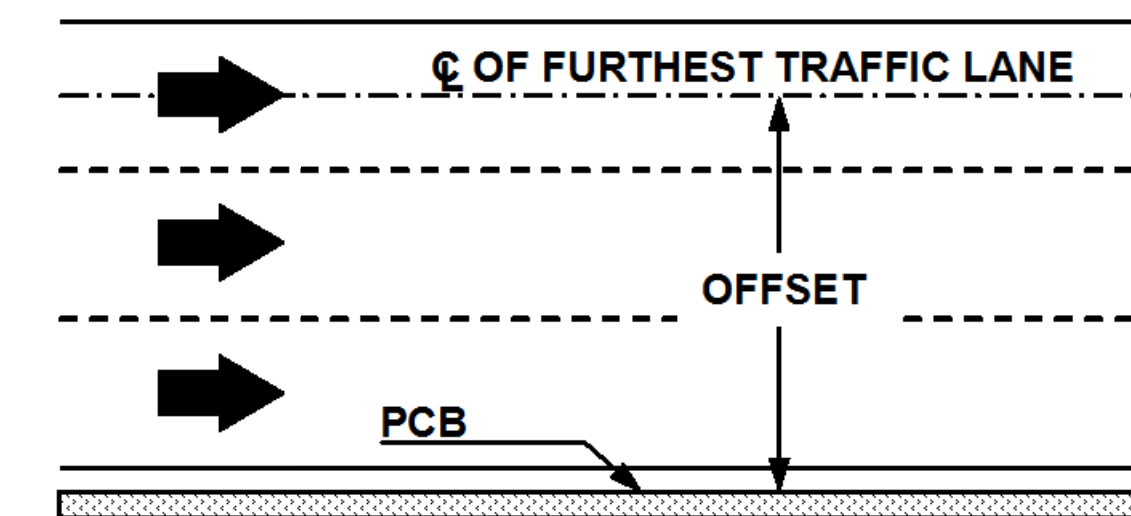 ℄ OF FURTHEST TRAFFIC LANE
OFFSET
PCB